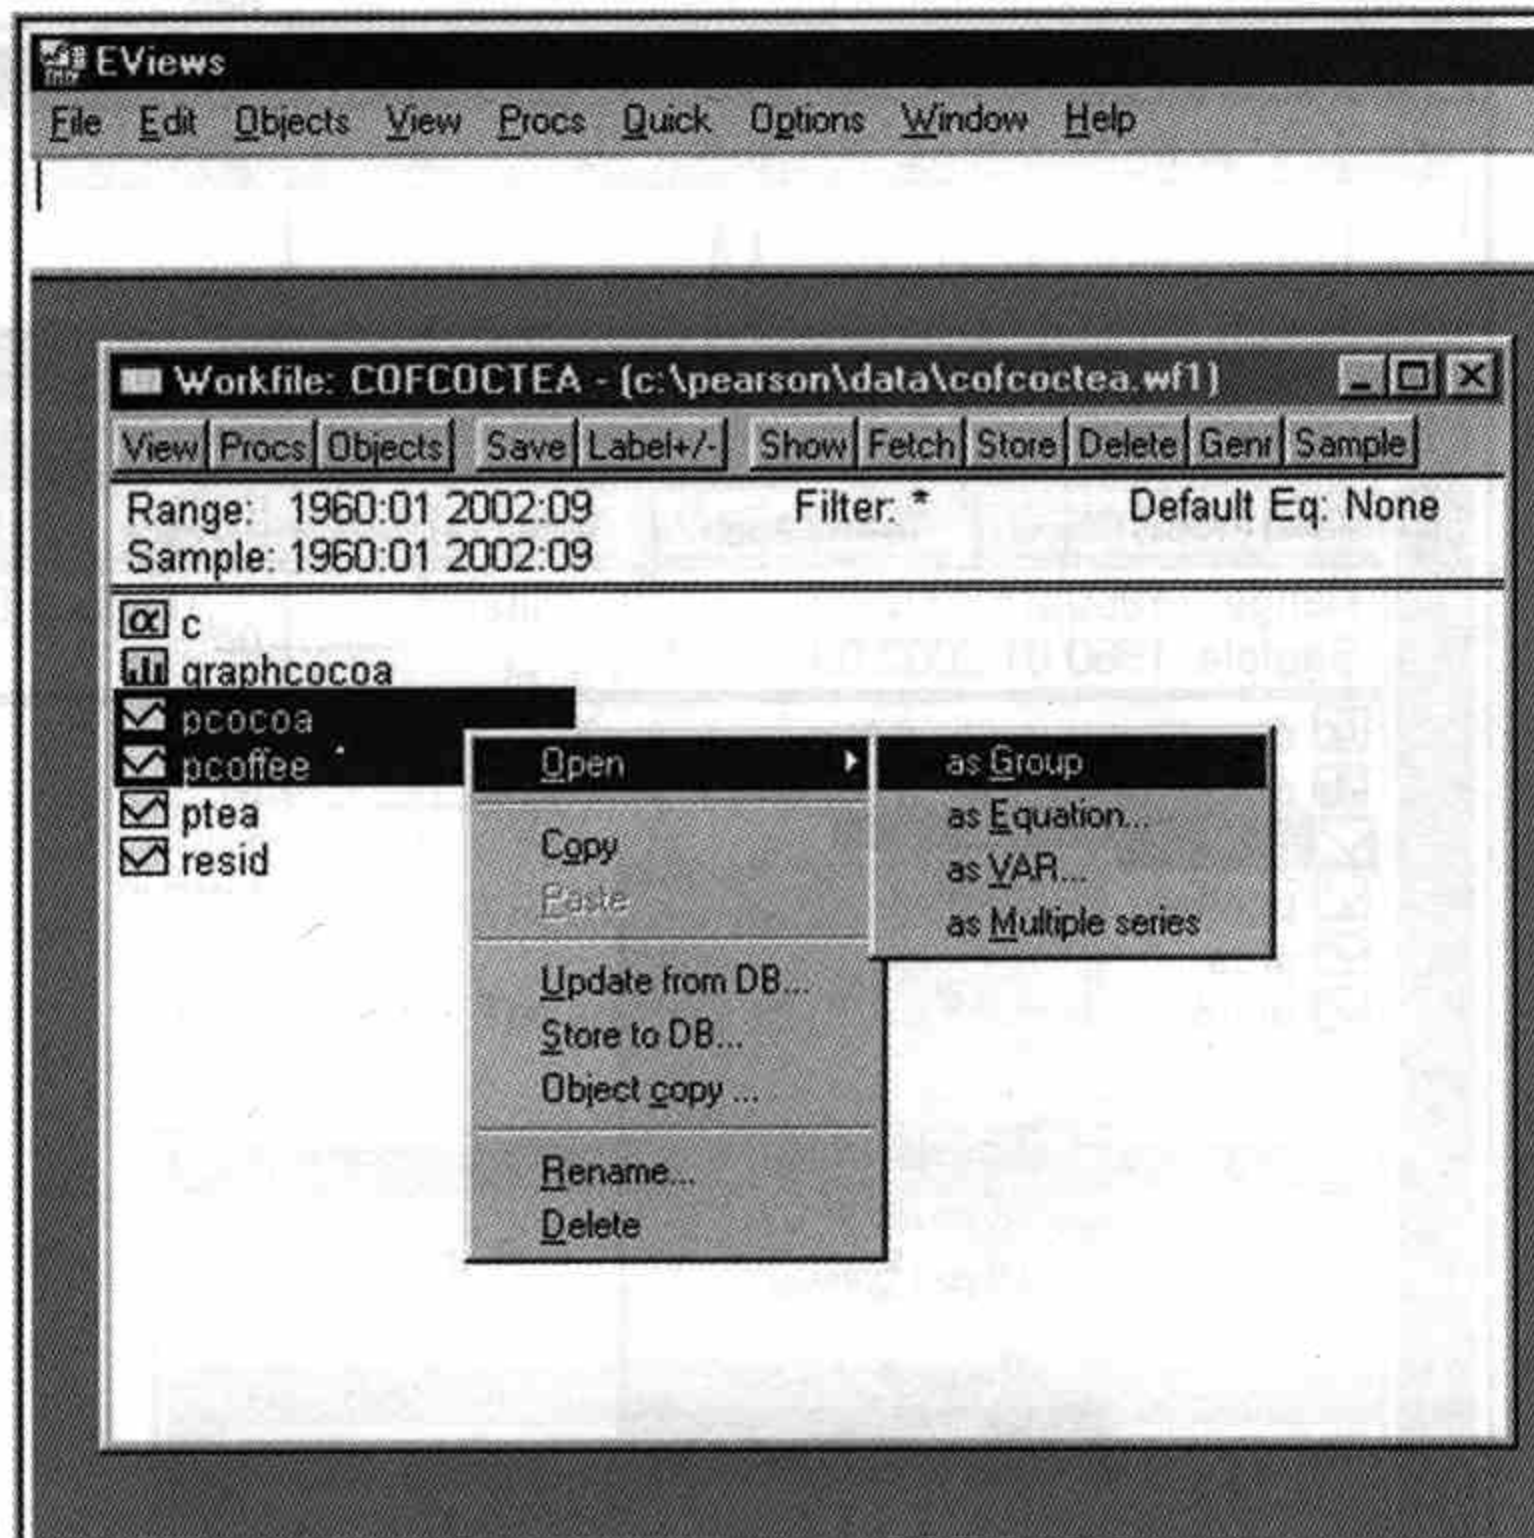 EViews
File Edit Objects View Procs Quick Options Window Help
Workfile: COFCOCTEA - (c:\pearson\data\cofcoctea.wf1)
View Procs Objects Save Label+/- Show Fetch Store Delete Genr Sample
Range: 1960:01 2002:09 Filter: * Default Eq: None
Sample: 1960:01 2002:09
c
graphcocoa
pcocoa
pcoffee
ptea
resid
Open
Copy
Paste
Update from DB...
Store to DB...
Object copy ...
Rename...
Delete
as Group
as Equation...
as VAR...
as Multiple series